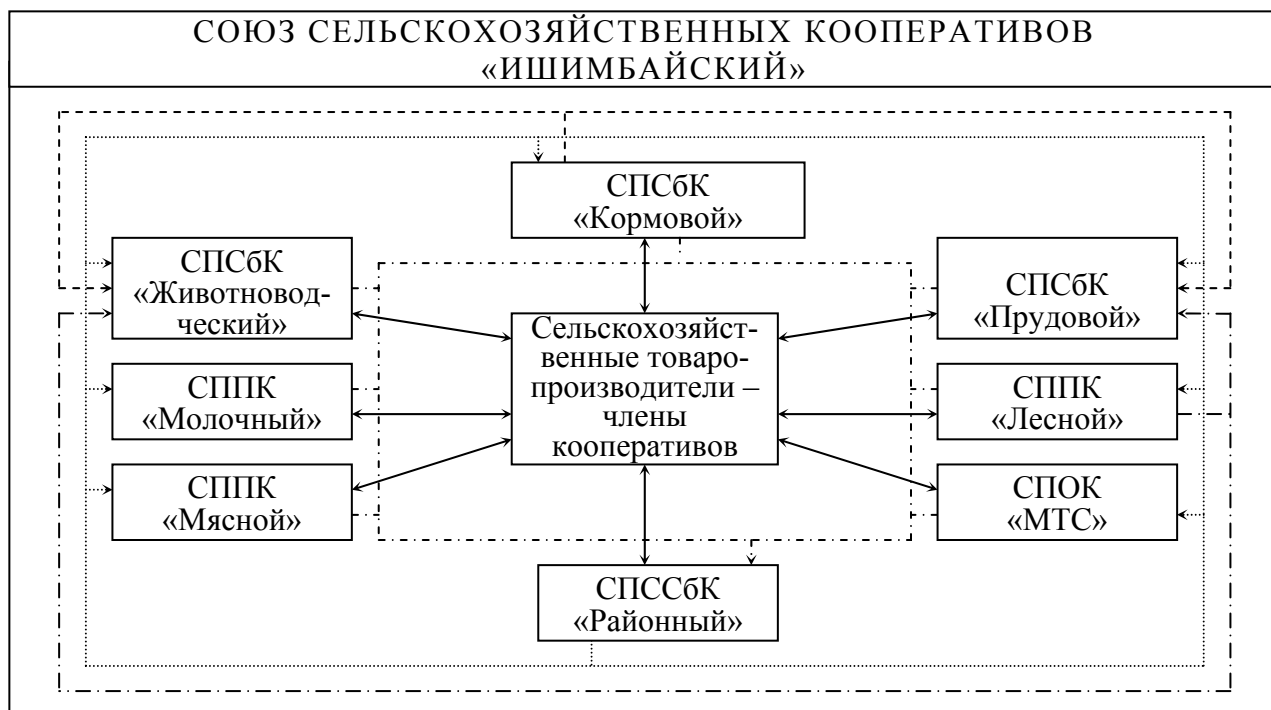 СОЮЗ СЕЛЬСКОХОЗЯЙСТВЕННЫХ КООПЕРАТИВОВ
«ИШИМБАЙСКИЙ»
СПСбК
«Кормовой»
СПСбК
«Животновод-
ческий»
СПСбК
«Прудовой»
Сельскохозяйст-
венные товаро-
производители –
члены
кооперативов
СППК
«Молочный»
СППК
«Лесной»
СППК
«Мясной»
СПОК
«МТС»
СПССбК
«Районный»